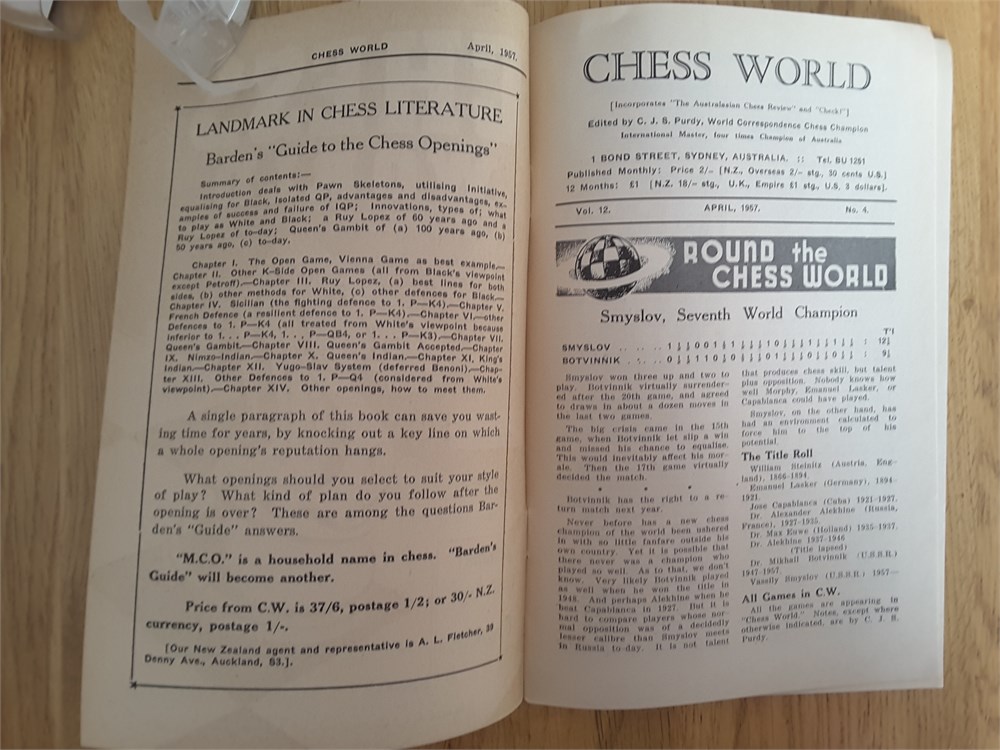 CHESS WORLD April, 1957.
LANDMARK IN CHESS LITERATURE
Barden's "Guide to the Chess Openings"
Summary of contents:—
Introduction deals with Pawn Skeletons, utilising Initiative,
equalising for Black, Isolated QP, advantages and disadvantages, ex-
amples of success and failure of IQP; Innovations, types of; what
to play as White and Black; a Ruy Lopez of 60 years ago and a
Ruy Lopez of to-day; Queen's Gambit of (a) 100 years ago, (b)
50 years ago, (c) to-day.
Chapter I. The Open Game, Vienna Game as best example.—
Chapter II. Other K-Side Open Games (all from Black's viewpoint
except Petroff).—Chapter III. Ruy Lopez, (a) best lines for both
sides, (b) other methods for White, (c) other defences for Black.—
Chapter IV. Sicilian (the fighting defence to 1. P—K4).—Chapter V.
French Defence (a resilient defence to 1. P—K4).—Chapter VI.—other
Defences to 1. P—K4 (all treated from White's viewpoint because
inferior to 1. . . P—K4, 1. . . P—QB4, or 1. . . P—K3).—Chapter VII.
Queen's Gambit.—Chapter VIII. Queen's Gambit Accepted.—Chapter
IX. Nimzo-Indian.—Chapter X. Queen's Indian.—Chapter XI, King's
Indian.—Chapter XII. Yugo-Slav System (deferred Benoni).—Chap-
ter XIII. Other Defences to 1. P—Q4 (considered from White's
viewpoint).—Chapter XIV. Other openings, how to meet them.
A single paragraph of this book can save you wast-
ing time for years, by knocking out a key line on which
a whole opening's reputation hangs.
What openings should you select to suit your style
of play? What kind of plan do you follow after the
opening is over? These are among the questions Bar-
den's "Guide" answers.
"M.C.O." is a household name in chess. "Barden's
Guide" will become another.
Price from C.W. is 37/6, postage 1/2; or 30/- N.Z.
currency, postage 1/-.
[Our New Zealand agent and representative is A. L. Fletcher, 39
Denny Ave., Auckland, S3.].
CHESS WORLD
[Incorporates "The Australasian Chess Review" and "Check!"]
Edited by C. J. S. Purdy, World Correspondence Chess Champion
International Master, four times Champion of Australia
1 BOND STREET, SYDNEY, AUSTRALIA. :: Tel. BU 1251
Published Monthly: Price 2/- [N.Z., Overseas 2/- stg., 30 cents U.S.]
12 Months: £1 [N.Z. 18/- stg., U.K., Empire £1 stg., U.S. 3 dollars].
Vol. 12. APRIL, 1957. No. 4.
ROUND the
CHESS WORLD
Smyslov, Seventh World Champion
T'l
SMYSLOV 12½
BOTVINNIK 9½
Smyslov won three up and two to
play. Botvinnik virtually surrender-
ed after the 20th game, and agreed
to draws in about a dozen moves in
the last two games.
The big crisis came in the 15th
game, when Botvinnik let slip a win
and missed his chance to equalise.
This would inevitably affect his mor-
ale. Then the 17th game virtually
decided the match.
* * *
Botvinnik has the right to a re-
turn match next year.
Never before has a new chess
champion of the world been ushered
in with so little fanfare outside his
own country. Yet it is possible that
there never was a champion who
played so well. As to that, we don't
know. Very likely Botvinnik played
as well when he won the title in
1948. And perhaps Alekhine when he
beat Capablanca in 1927. But it is
hard to compare players whose nor-
mal opposition was of a decidedly
lesser calibre than Smyslov meets
in Russia to-day. It is not talent
that produces chess skill, but talent
plus opposition. Nobody knows how
well Morphy, Emanuel Lasker, or
Capablanca could have played.
Smyslov, on the other hand, has
had an environment calculated to
force him to the top of his
potential.
The Title Roll
William Steinitz (Austria, Eng-
land), 1866-1894.
Emanuel Lasker (Germany), 1894-
1921.
Jose Capablanca (Cuba) 1921-1927.
Dr. Alexander Alekhine (Russia,
France), 1927-1935.
Dr. Max Euwe (Holland) 1935-1937.
Dr. Alekhine 1937-1946
(Title lapsed)
Dr. Mikhail Botvinnik (U.S.S.R.)
1947-1957.
Vassily Smyslov (U.S.S.R.) 1957—
All Games in C.W.
All the games are appearing in
"Chess World." Notes, except where
otherwise indicated, are by C. J. S.
Purdy.